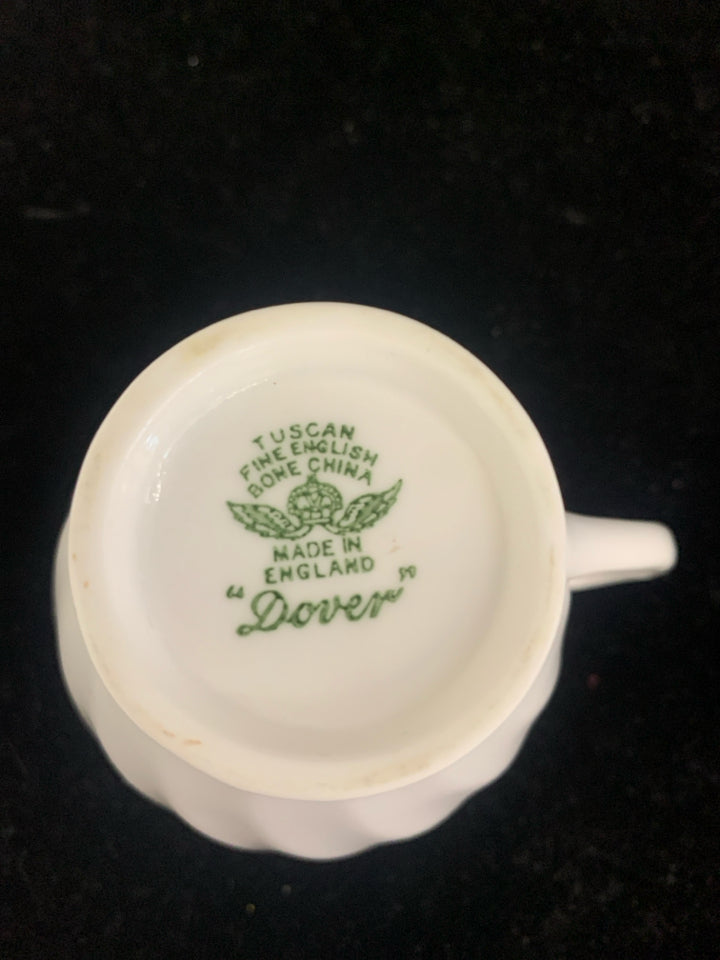 TUSCAN
FINE ENGLISH
BONE CHINA
MADE IN
ENGLAND
"Dover"